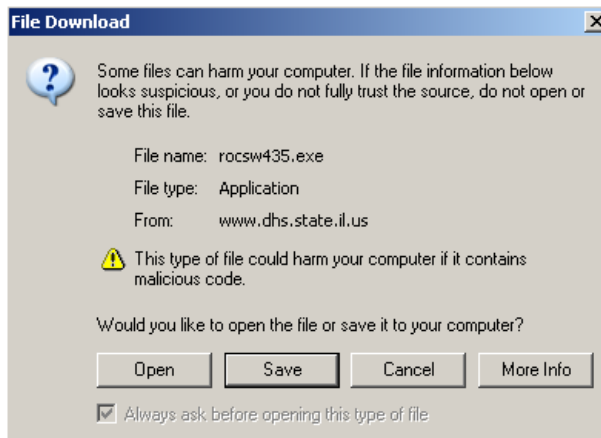 File Download
Some files can harm your computer. If the file information below
looks suspicious, or you do not fully trust the source, do not open or
save this file.
File name: rocsw435.exe
File type: Application
From: www.dhs.state.il.us
This type of file could harm your computer if it contains
malicious code.
Would you like to open the file or save it to your computer?
Open Save Cancel More Info
Always ask before opening this type of file